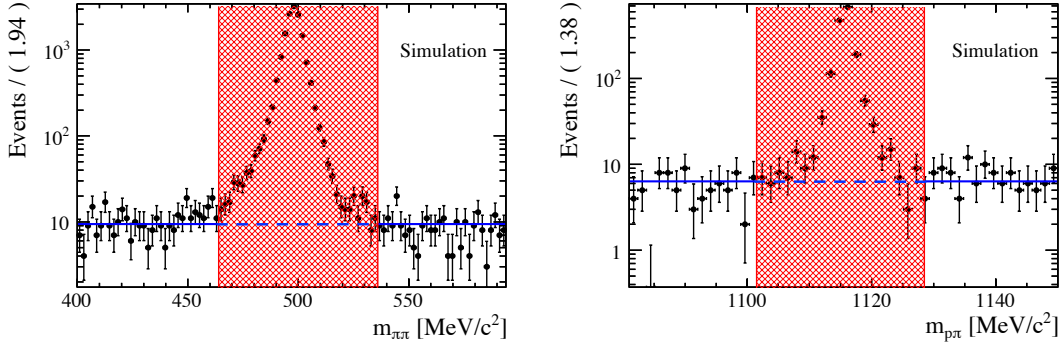 Events / ( 1.94 )
10³
10²
10
Simulation
400
450
500
550
m_ππ [MeV/c²]
Events / ( 1.38 )
10²
10
1
Simulation
1100
1120
1140
m_pπ [MeV/c²]